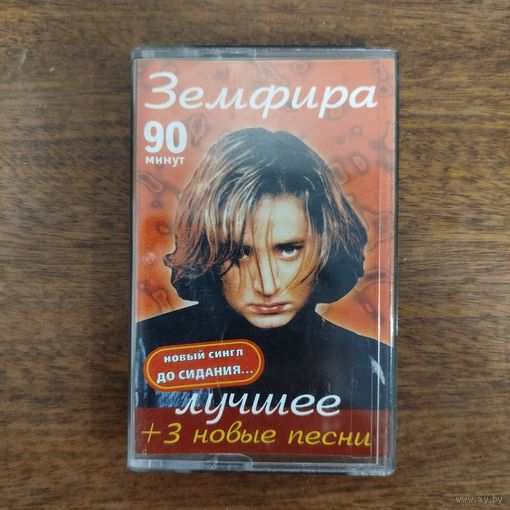 Земфира
90
минут
новый сингл
ДО СИДАНИЯ...
лучшее
+3 новые песни
www.ay.by